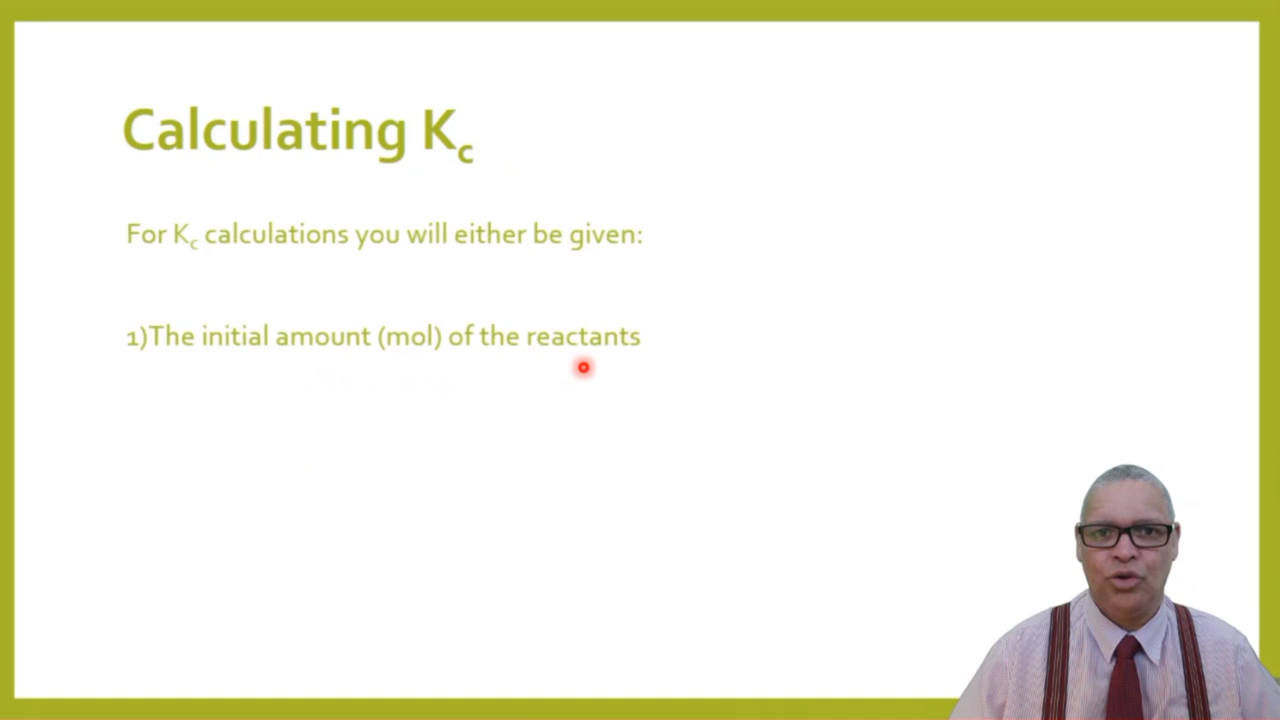 Calculating Kc
For Kc calculations you will either be given:
1)The initial amount (mol) of the reactants